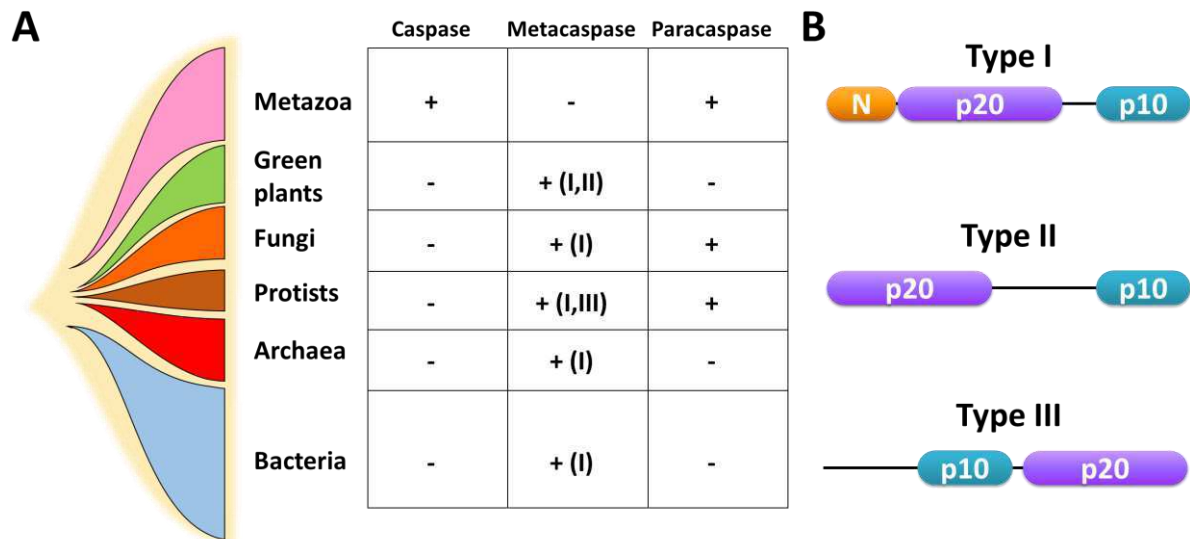 A
Caspase Metacaspase Paracaspase
Metazoa + - +
Green
plants - + (I,II) -
Fungi - + (I) +
Protists - + (I,III) +
Archaea - + (I) -
Bacteria - + (I) -
B
Type I
N p20 p10
Type II
p20 p10
Type III
p10 p20